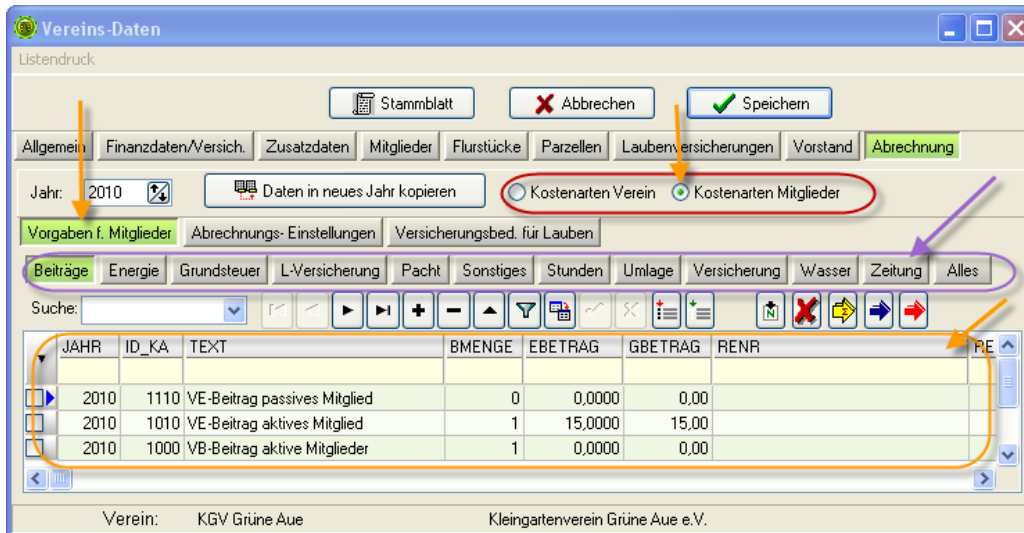 Vereins-Daten
Listendruck
Stammblatt Abbrechen Speichern
Allgemein Finanzdaten/Versich. Zusatzdaten Mitglieder Flurstücke Parzellen Laubenversicherungen Vorstand Abrechnung
Jahr: 2010 Daten in neues Jahr kopieren Kostenarten Verein Kostenarten Mitglieder
Vorgaben f. Mitglieder Abrechnungs- Einstellungen Versicherungsbed. für Lauben
Beiträge Energie Grundsteuer L-Versicherung Pacht Sonstiges Stunden Umlage Versicherung Wasser Zeitung Alles
Suche: N
JAHR ID_KA TEXT BMENGE EBETRAG GBETRAG RENR RE
2010 1110 VE-Beitrag passives Mitglied 0 0,0000 0,00
2010 1010 VE-Beitrag aktives Mitglied 1 15,0000 15,00
2010 1000 VB-Beitrag aktive Mitglieder 1 0,0000 0,00
Verein: KGV Grüne Aue Kleingartenverein Grüne Aue e.V.